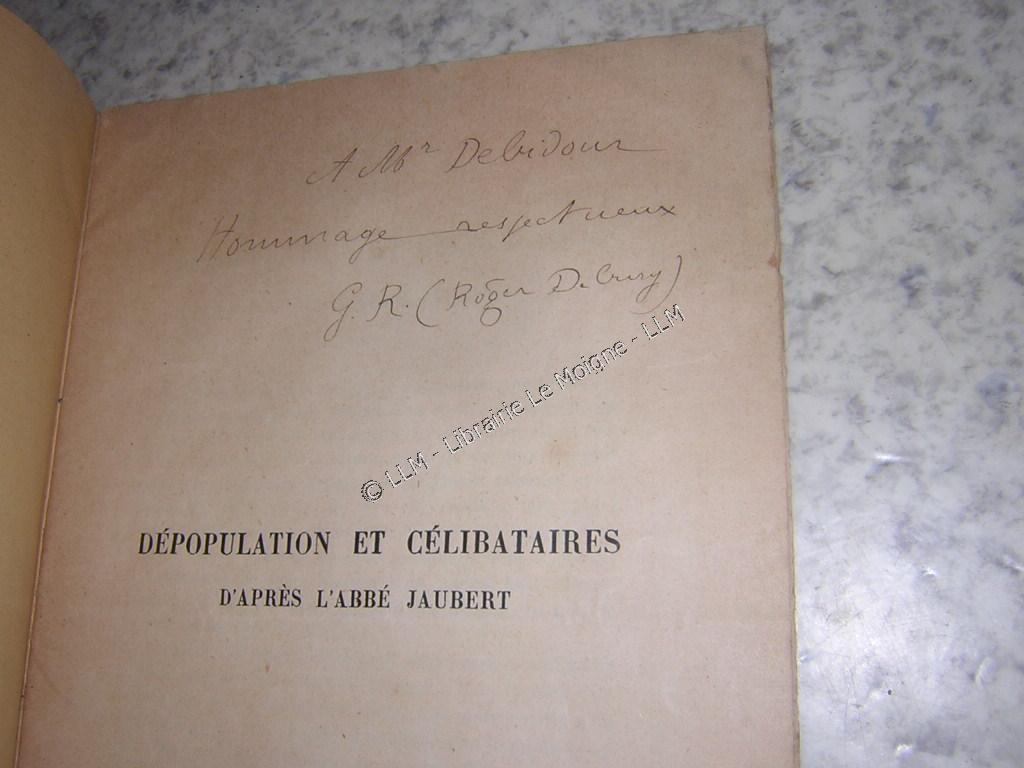 A Mr Debidour
Hommage respectueux
G. R. (Roger Debury)
© LLM - Librairie Le Moigne - LLM
DÉPOPULATION ET CÉLIBATAIRES
D'APRÈS L'ABBÉ JAUBERT